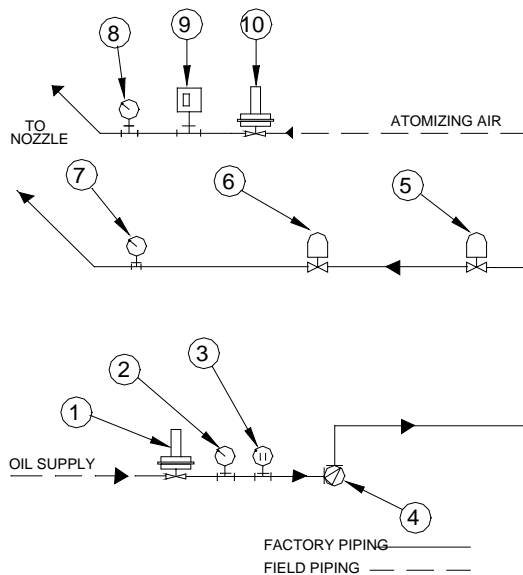 8
9
10
TO
NOZZLE
ATOMIZING AIR
7
6
5
1
2
3
OIL SUPPLY
4
FACTORY PIPING
FIELD PIPING